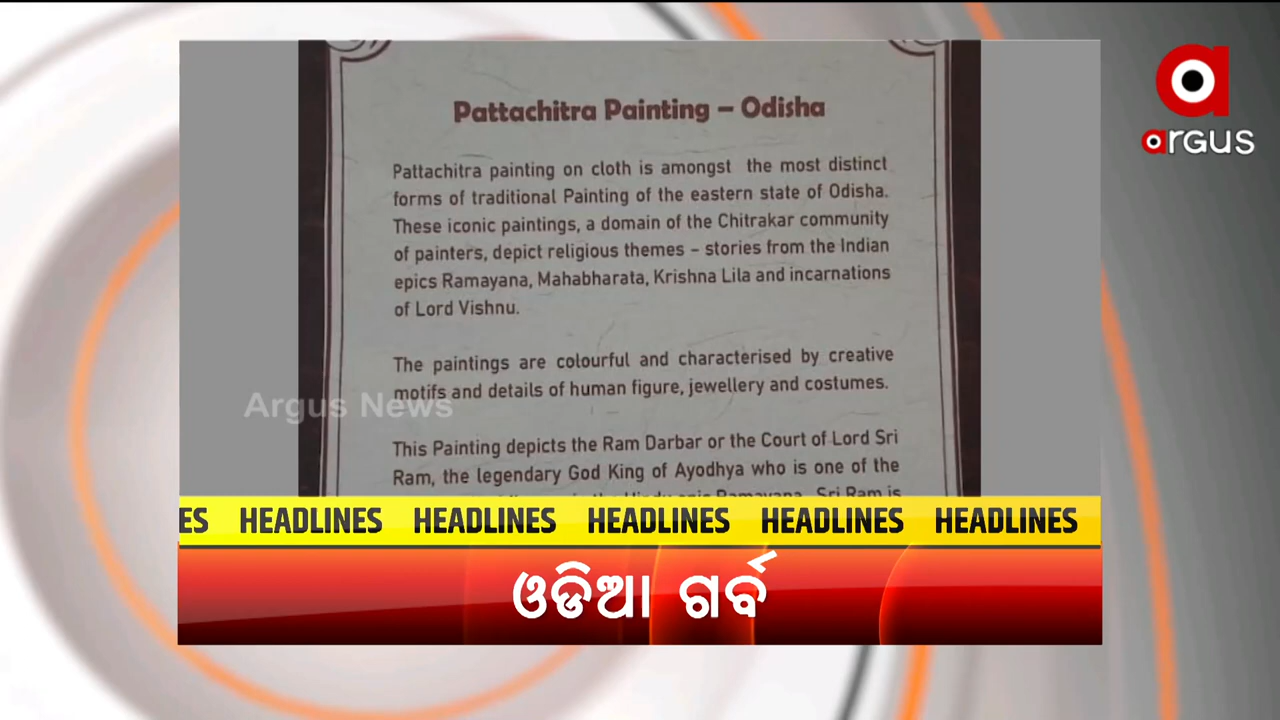 argus
Pattachitra Painting – Odisha
Pattachitra painting on cloth is amongst the most distinct
forms of traditional Painting of the eastern state of Odisha.
These iconic paintings, a domain of the Chitrakar community
of painters, depict religious themes – stories from the Indian
epics Ramayana, Mahabharata, Krishna Lila and incarnations
of Lord Vishnu.
The paintings are colourful and characterised by creative
motifs and details of human figure, jewellery and costumes.
Argus News
This Painting depicts the Ram Darbar or the Court of Lord Sri
Ram, the legendary God King of Ayodhya who is one of the
Ramayana. Sri Ram is
ES HEADLINES HEADLINES HEADLINES HEADLINES HEADLINES
ଓଡିଆ ଗର୍ବ